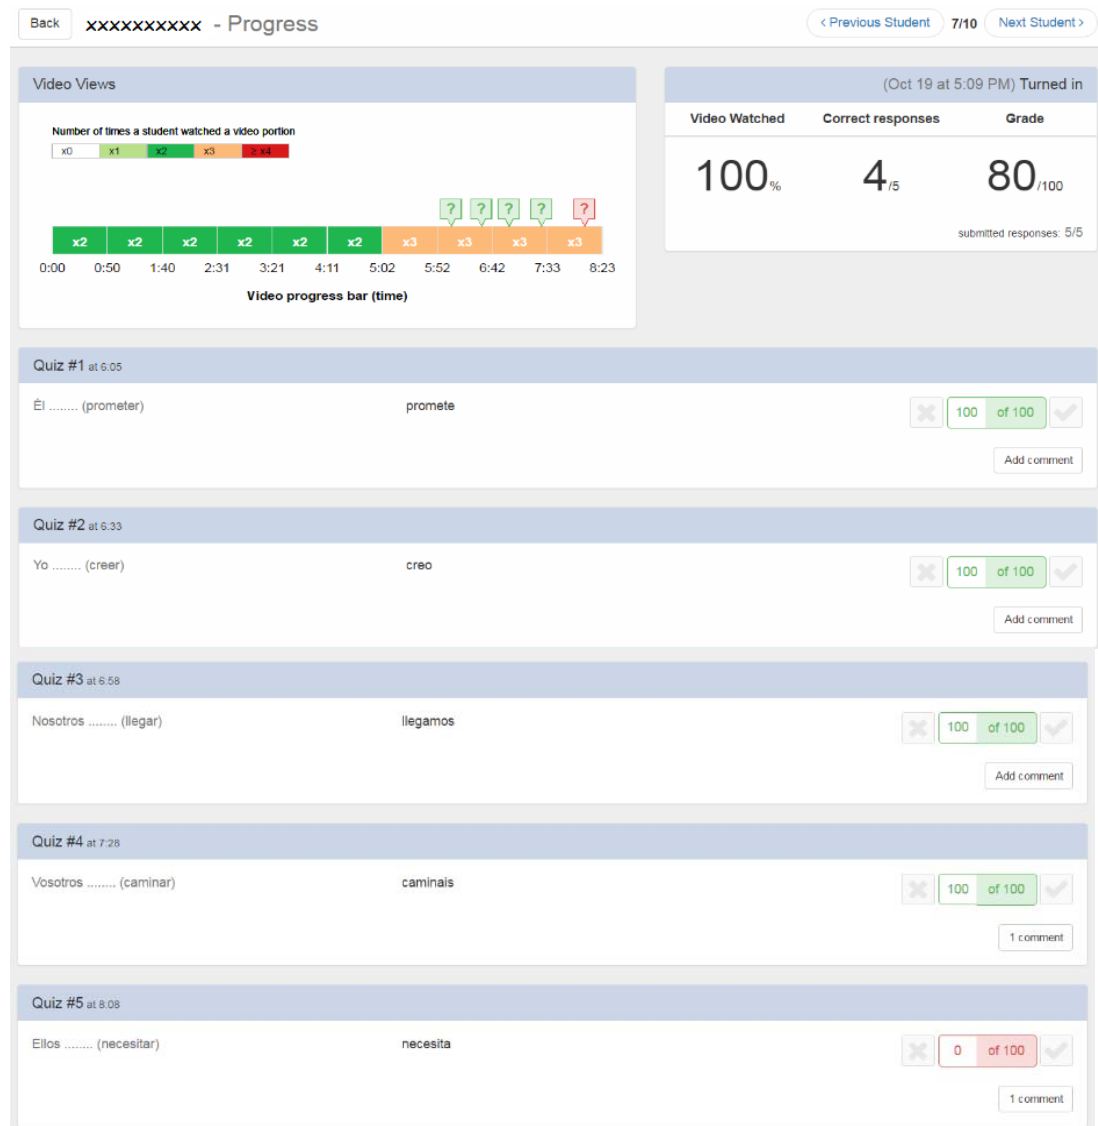 Back xxxxxxxxxx - Progress < Previous Student 7/10 Next Student >
Video Views
Number of times a student watched a video portion
x0 x1 x2 x3 ≥ x4
? ? ? ? ?
x2 x2 x2 x2 x2 x2 x3 x3 x3 x3
0:00 0:50 1:40 2:31 3:21 4:11 5:02 5:52 6:42 7:33 8:23
Video progress bar (time)
(Oct 19 at 5:09 PM) Turned in
Video Watched Correct responses Grade
100% 4/5 80/100
submitted responses: 5/5
Quiz #1 at 6:05
Él ........ (prometer) promete 100 of 100
Add comment
Quiz #2 at 6:33
Yo ........ (creer) creo 100 of 100
Add comment
Quiz #3 at 6:58
Nosotros ........ (llegar) llegamos 100 of 100
Add comment
Quiz #4 at 7:28
Vosotros ........ (caminar) caminais 100 of 100
1 comment
Quiz #5 at 8:08
Ellos ........ (necesitar) necesita 0 of 100
1 comment